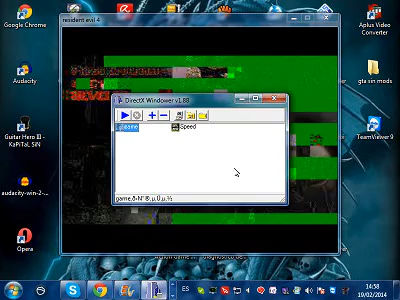 Google Chrome
resident evil 4
Aplus Video
Converter
DirectX Windower v1.88
game
Speed
Audacity
gta sin mods
Guitar Hero III -
KaPiTaL SiN
TeamViewer 9
audacity-win-2-...
Opera
ES
14:58
19/02/2014